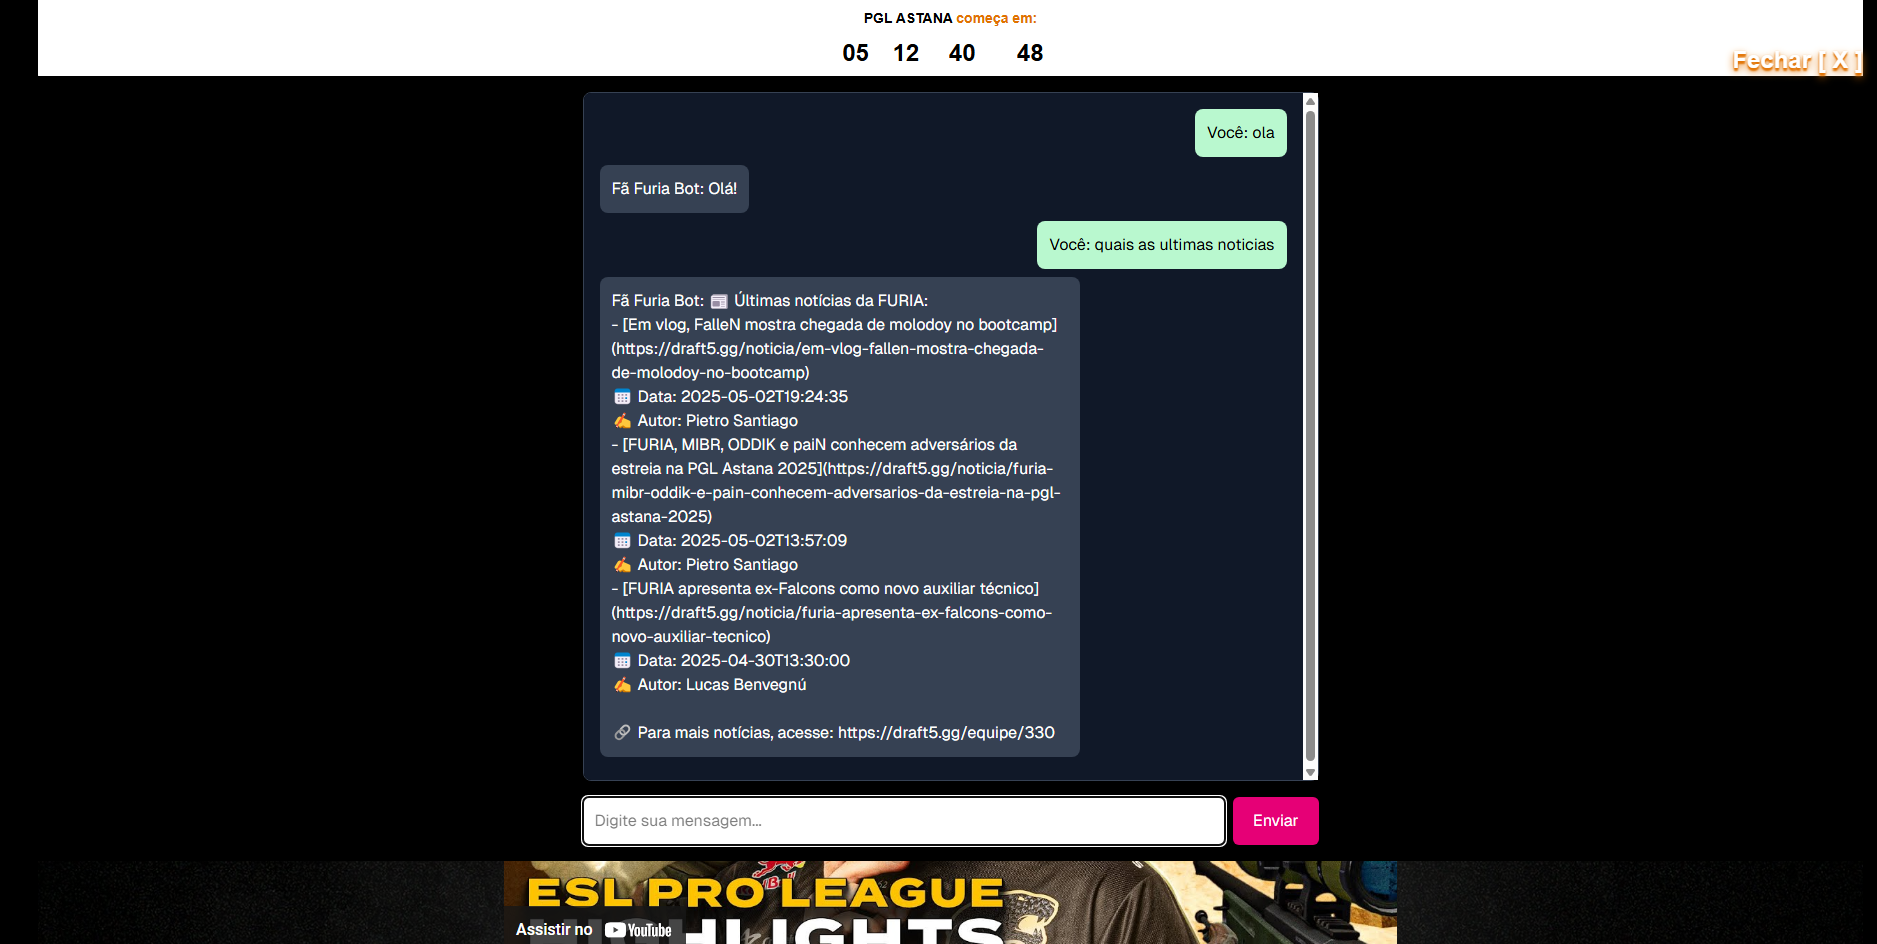 PGL ASTANA começa em:
05 12 40 48
Fechar [ X ]
Você: ola
Fã Furia Bot: Olá!
Você: quais as ultimas noticias
Fã Furia Bot: 📰 Últimas notícias da FURIA:
- [Em vlog, FalleN mostra chegada de molodoy no bootcamp]
(https://draft5.gg/noticia/em-vlog-fallen-mostra-chegada-
de-molodoy-no-bootcamp)
📅 Data: 2025-05-02T19:24:35
✍️ Autor: Pietro Santiago
- [FURIA, MIBR, ODDIK e paiN conhecem adversários da
estreia na PGL Astana 2025](https://draft5.gg/noticia/furia-
mibr-oddik-e-pain-conhecem-adversarios-da-estreia-na-pgl-
astana-2025)
📅 Data: 2025-05-02T13:57:09
✍️ Autor: Pietro Santiago
- [FURIA apresenta ex-Falcons como novo auxiliar técnico]
(https://draft5.gg/noticia/furia-apresenta-ex-falcons-como-
novo-auxiliar-tecnico)
📅 Data: 2025-04-30T13:30:00
✍️ Autor: Lucas Benvegnú
🔗 Para mais notícias, acesse: https://draft5.gg/equipe/330
Digite sua mensagem...
Enviar
ESL PRO LEAGUE
HIGHLIGHTS
Assistir no YouTube